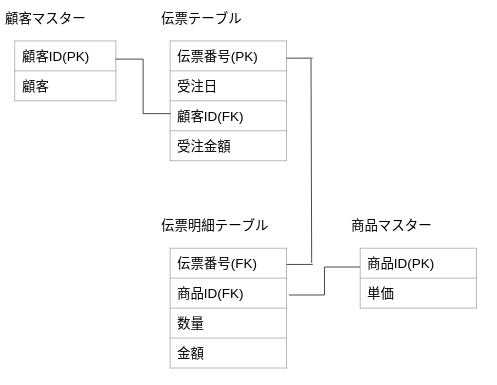 顧客マスター
顧客ID(PK)
顧客
伝票テーブル
伝票番号(PK)
受注日
顧客ID(FK)
受注金額
伝票明細テーブル
伝票番号(FK)
商品ID(FK)
数量
金額
商品マスター
商品ID(PK)
単価